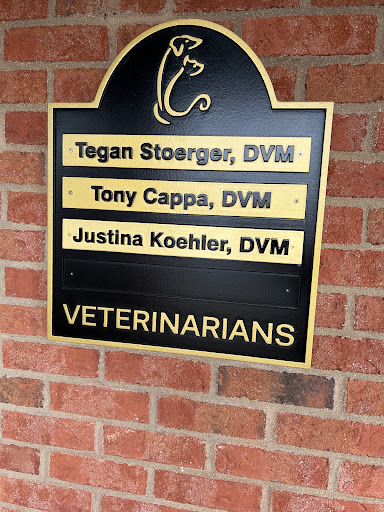 Tegan Stoerger, DVM
Tony Cappa, DVM
Justina Koehler, DVM
VETERINARIANS